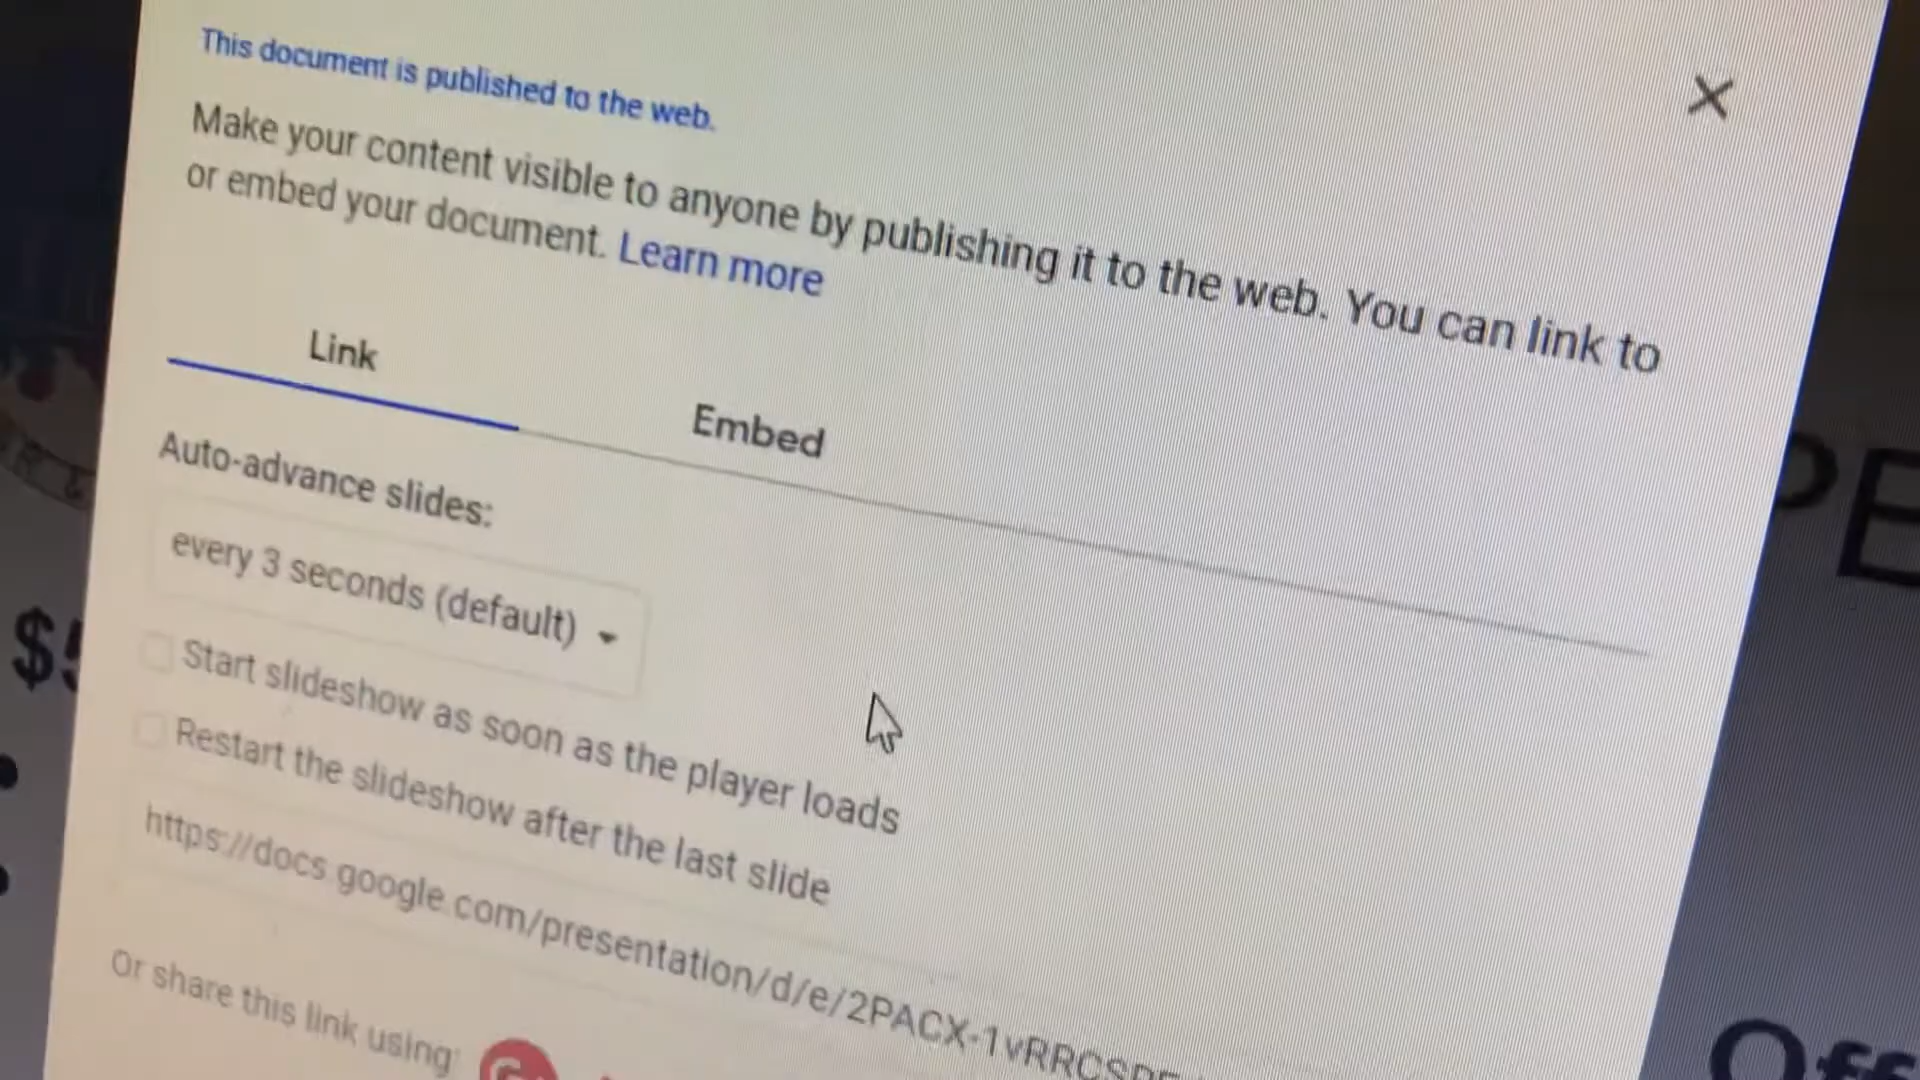 This document is published to the web.
Make your content visible to anyone by publishing it to the web. You can link to
or embed your document. Learn more
Link
Embed
Auto-advance slides:
every 3 seconds (default)
Start slideshow as soon as the player loads
Restart the slideshow after the last slide
https://docs.google.com/presentation/d/e/2PACX-1vRRCS
Or share this link using: